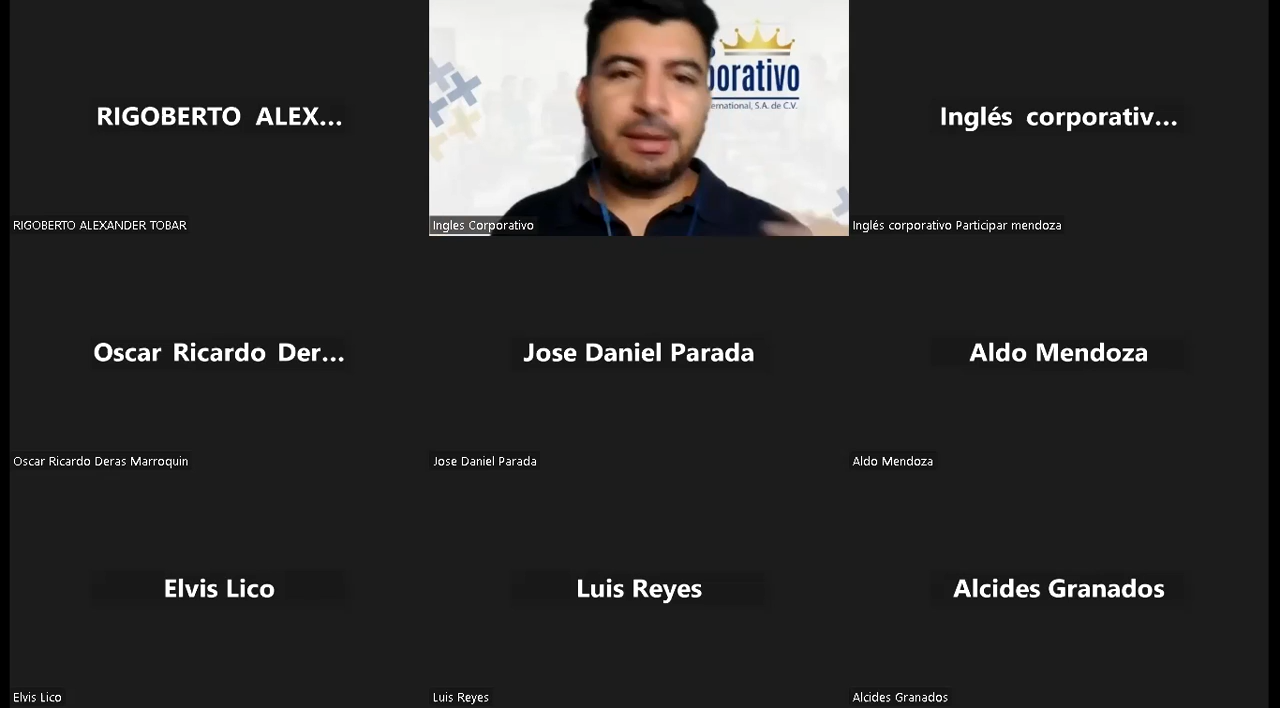 RIGOBERTO ALEX...
RIGOBERTO ALEXANDER TOBAR
porativo
ernational, S.A. de C.V.
Ingles Corporativo
Inglés corporativ...
Inglés corporativo Participar mendoza
Oscar Ricardo Der...
Oscar Ricardo Deras Marroquin
Jose Daniel Parada
Jose Daniel Parada
Aldo Mendoza
Aldo Mendoza
Elvis Lico
Elvis Lico
Luis Reyes
Luis Reyes
Alcides Granados
Alcides Granados